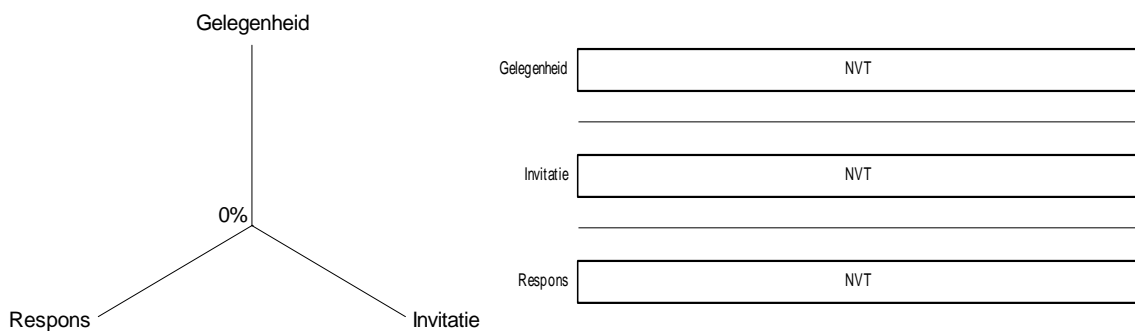 Gelegenheid
0%
Respons
Invitatie
Gelegenheid
NVT
Invitatie
NVT
Respons
NVT